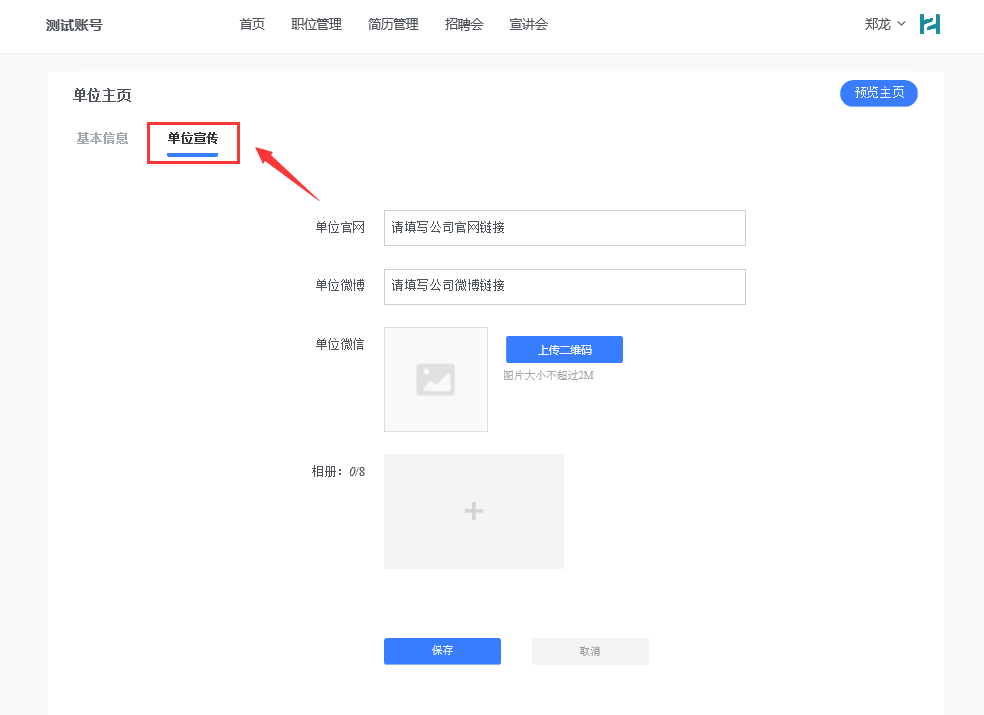 测试账号 首页 职位管理 简历管理 招聘会 宣讲会 郑龙
单位主页 预览主页
基本信息 单位宣传
单位官网 请填写公司官网链接
单位微博 请填写公司微博链接
单位微信 上传二维码
图片大小不超过2M
相册：0/8
保存 取消